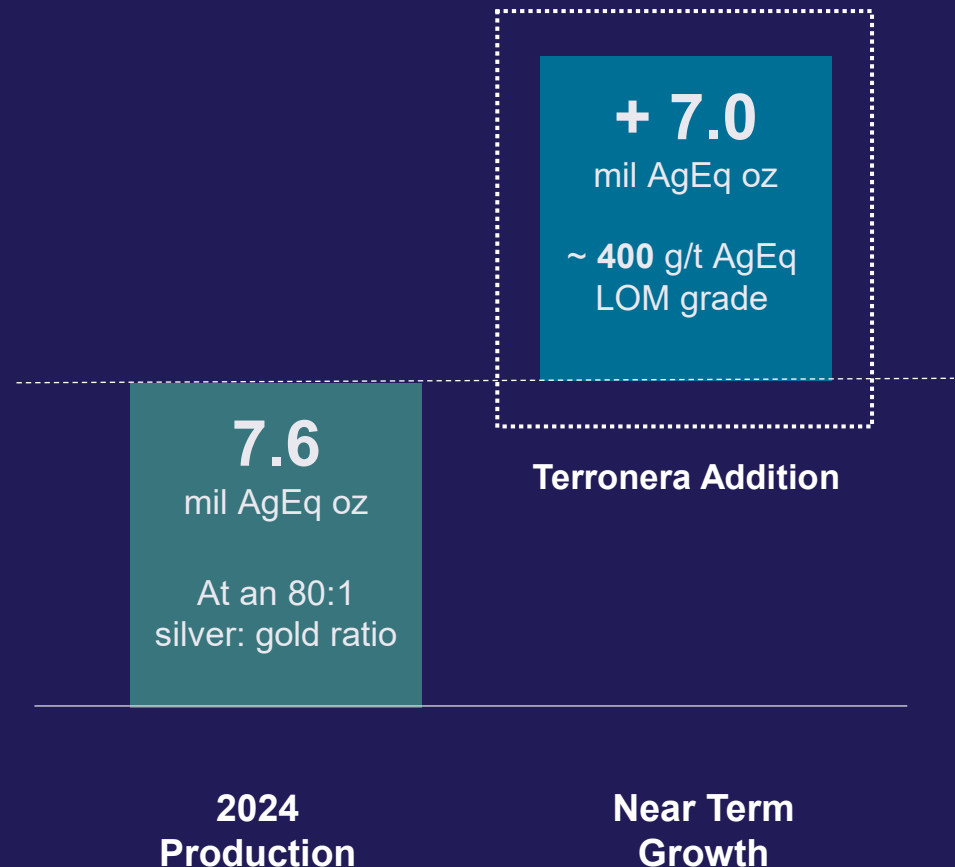 + 7.0
mil AgEq oz
~ 400 g/t AgEq
LOM grade
Terronera Addition
7.6
mil AgEq oz
At an 80:1
silver: gold ratio
2024
Production
Near Term
Growth